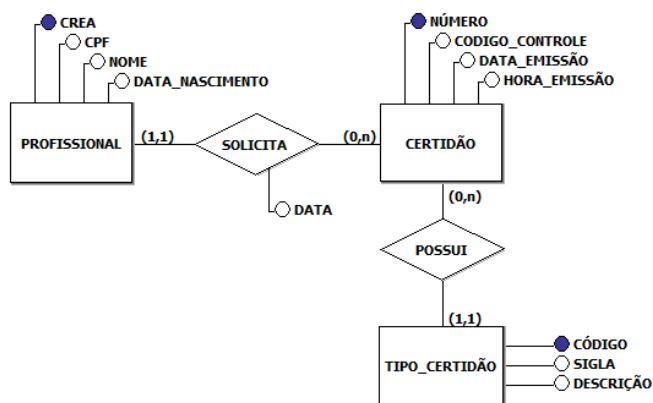 CREA
CPF
NOME
DATA_NASCIMENTO
NÚMERO
CODIGO_CONTROLE
DATA_EMISSÃO
HORA_EMISSÃO
PROFISSIONAL
(1,1)
SOLICITA
(0,n)
CERTIDÃO
DATA
(0,n)
POSSUI
(1,1)
TIPO_CERTIDÃO
CÓDIGO
SIGLA
DESCRIÇÃO